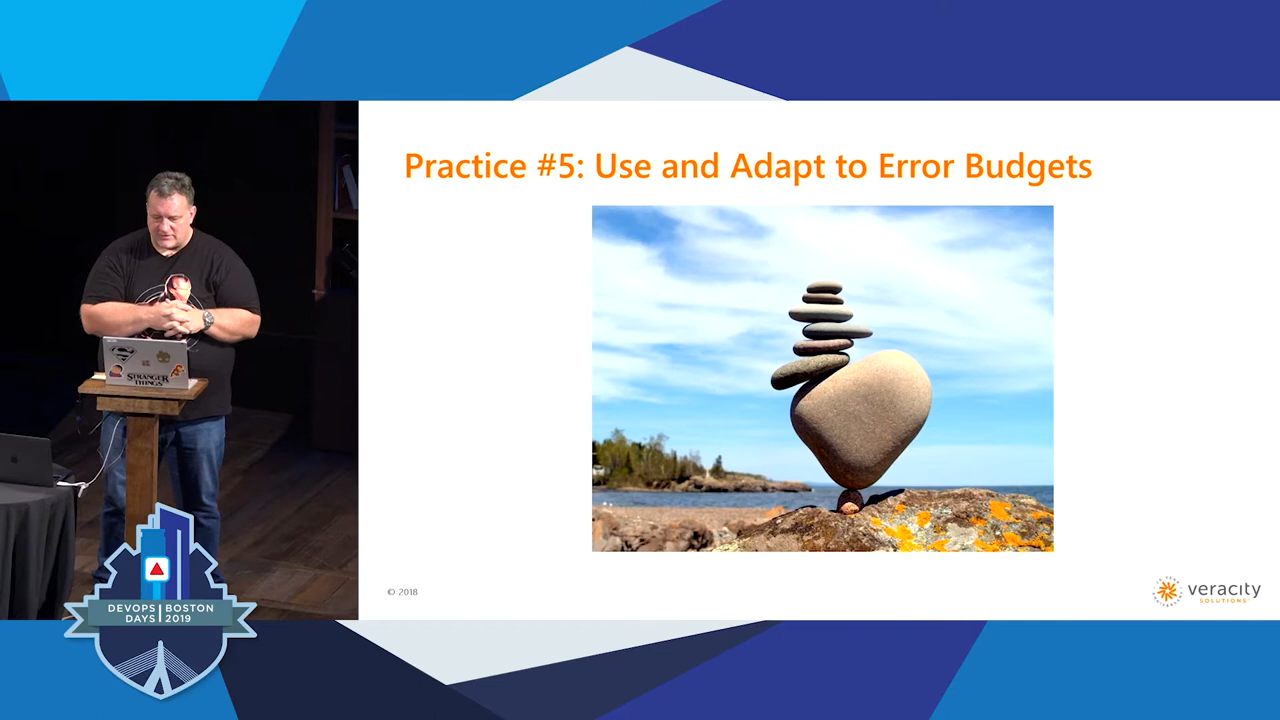 Practice #5: Use and Adapt to Error Budgets
STRANGER
THINGS
DEVOPS BOSTON
DAYS 2019
© 2018
veracity
SOLUTIONS